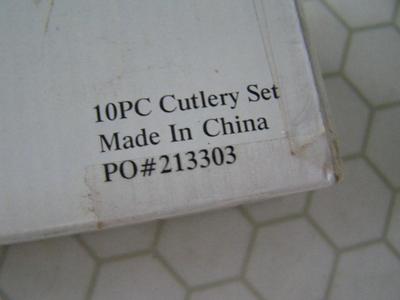 10PC Cutlery Set
Made In China
PO#213303